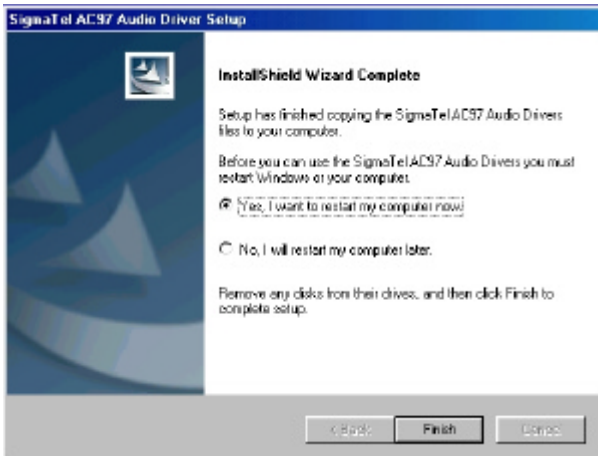 SigmaTel AC97 Audio Driver Setup
InstallShield Wizard Complete
Setup has finished copying the SigmaTel AC97 Audio Drivers
files to your computer.
Before you can use the SigmaTel AC97 Audio Drivers you must
restart Windows or your computer.
Yes, I want to restart my computer now!
No, I will restart my computer later.
Remove any disks from their drives, and then click Finish to
complete setup.
< Back Finish Cancel